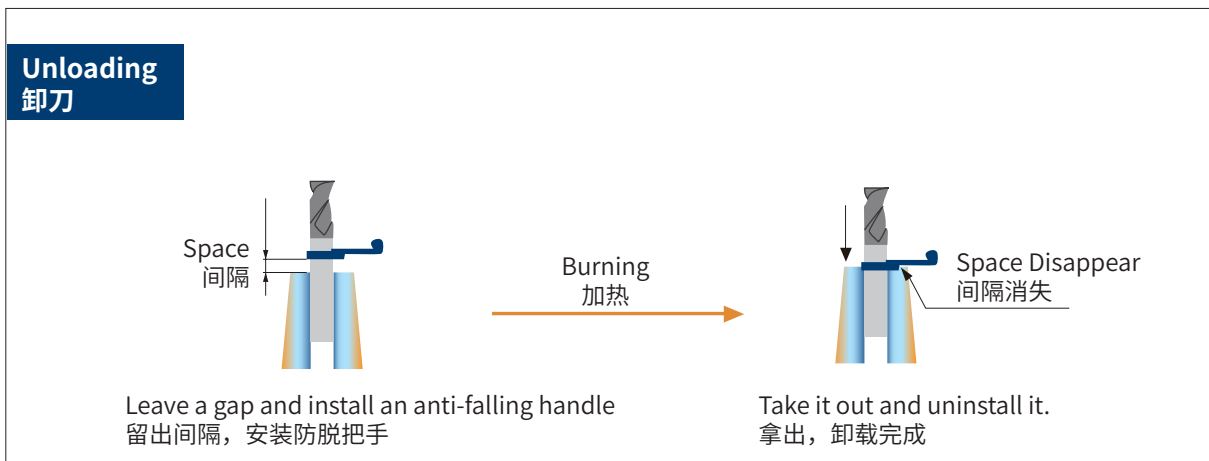 Unloading
卸刀
Space
间隔
Burning
加热
Space Disappear
间隔消失
Leave a gap and install an anti-falling handle
留出间隔，安装防脱把手
Take it out and uninstall it.
拿出，卸载完成